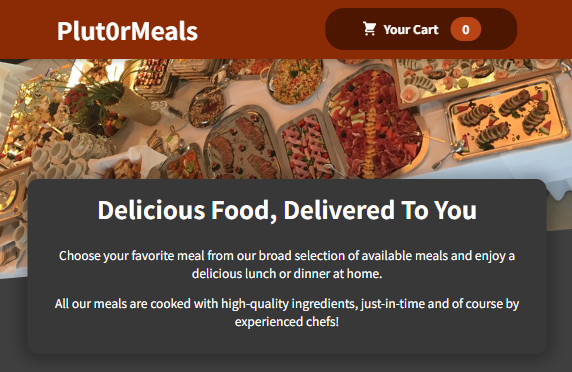 Plut0rMeals
Your Cart 0
Delicious Food, Delivered To You
Choose your favorite meal from our broad selection of available meals and enjoy a
delicious lunch or dinner at home.
All our meals are cooked with high-quality ingredients, just-in-time and of course by
experienced chefs!